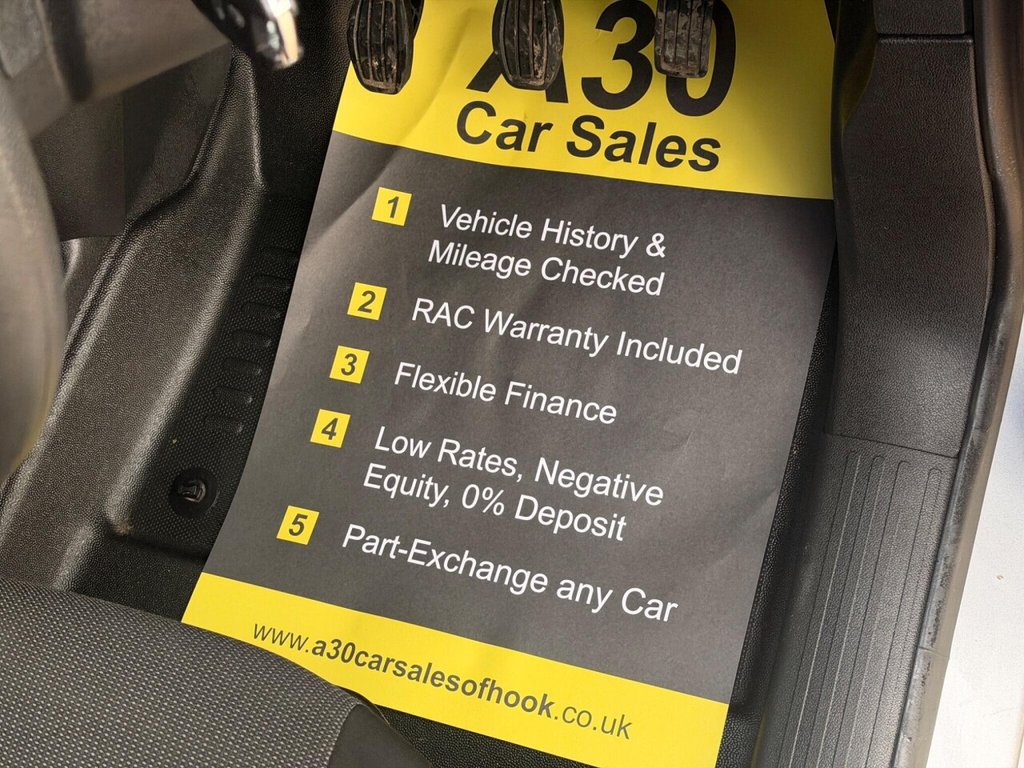 A30
Car Sales
1 Vehicle History &
Mileage Checked
2 RAC Warranty Included
3 Flexible Finance
4 Low Rates, Negative
Equity, 0% Deposit
5 Part-Exchange any Car
www.a30carsalesofhook.co.uk